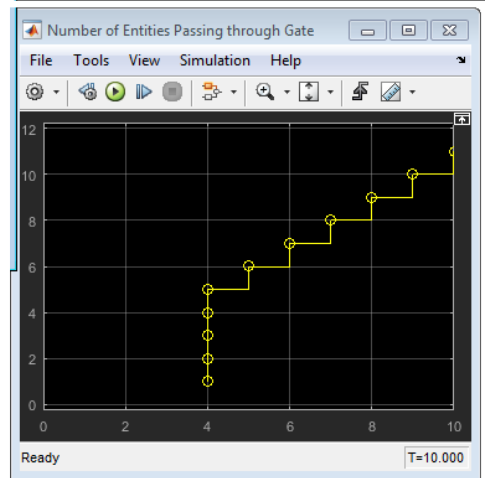 Number of Entities Passing through Gate
File Tools View Simulation Help
12
10
8
6
4
2
0
0 2 4 6 8 10
Ready T=10.000